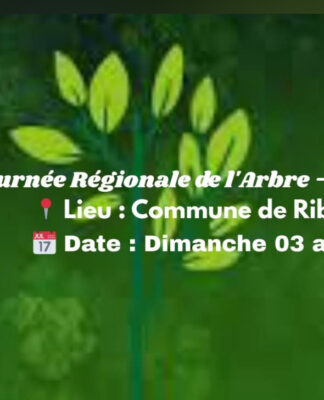 urnée Régionale de l'Arbre -
📍 Lieu : Commune de Rib
📅 Date : Dimanche 03 a